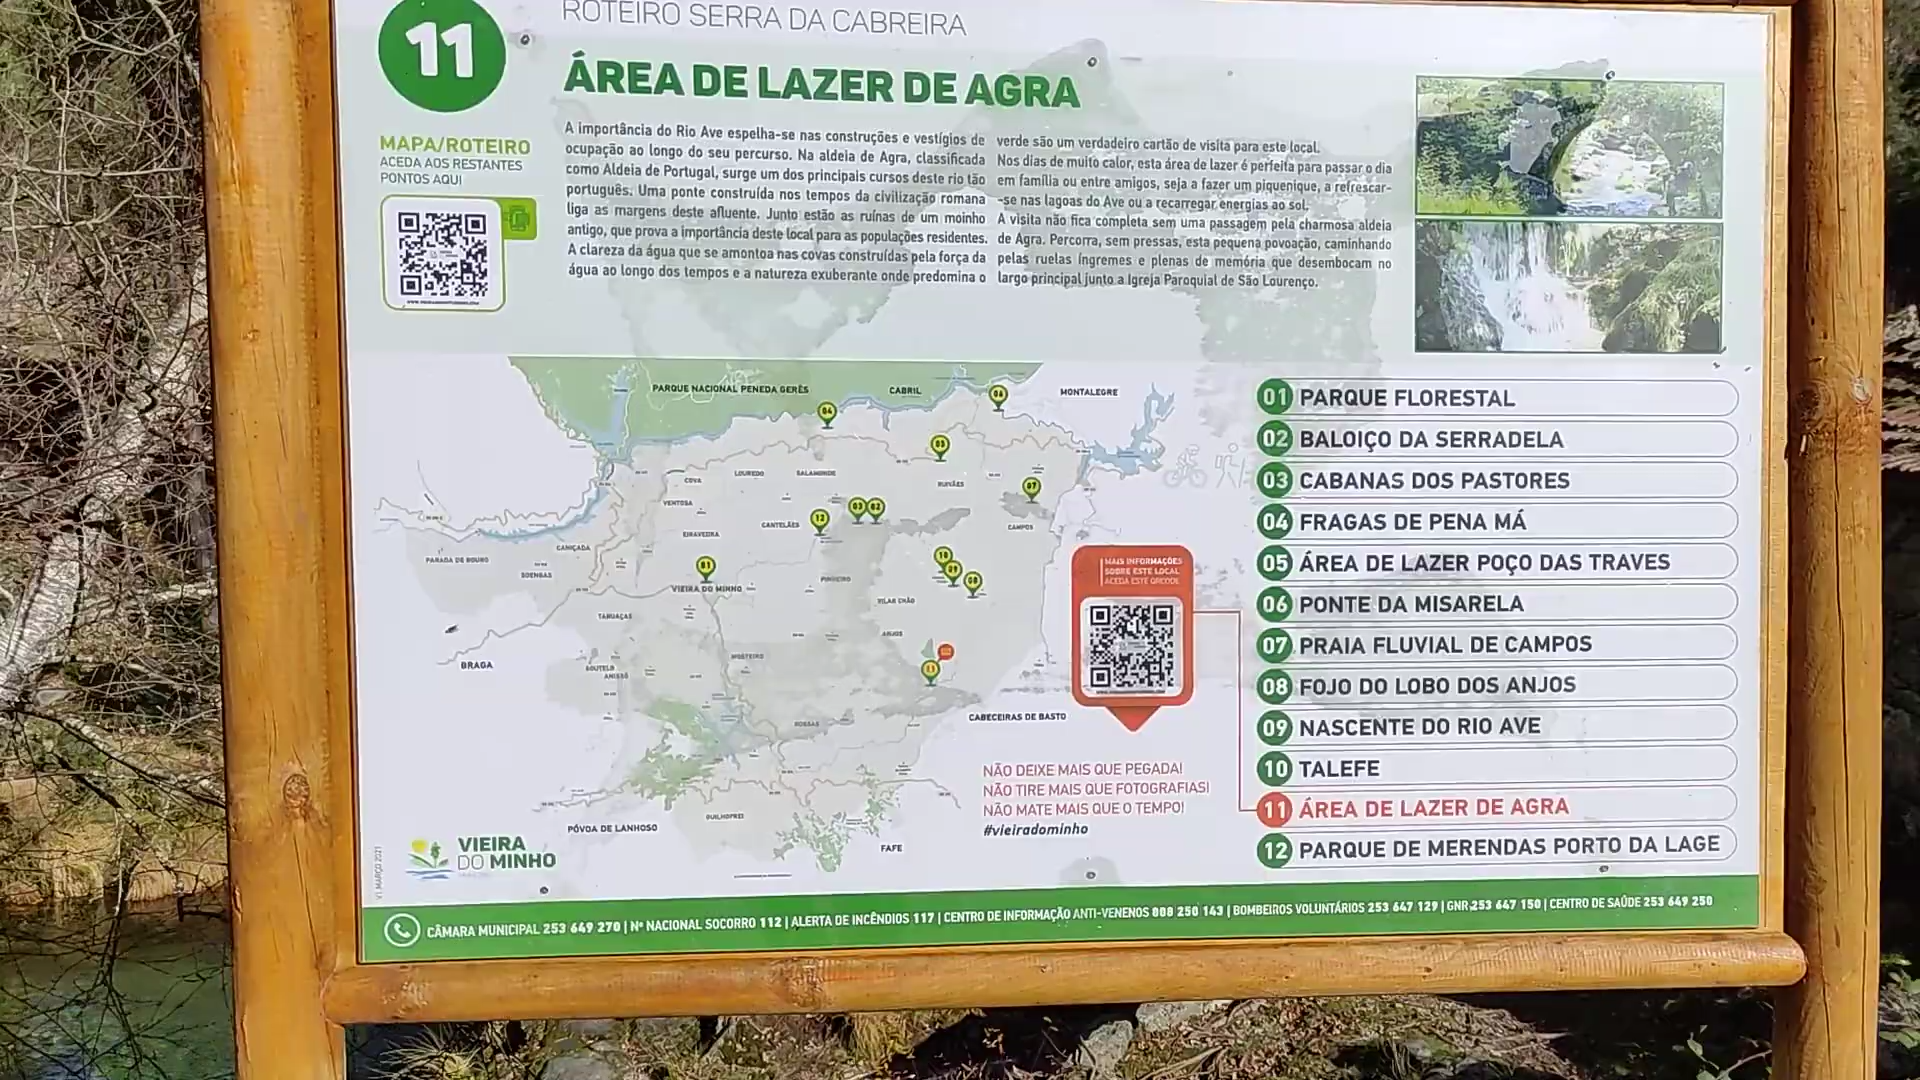 11
ROTEIRO SERRA DA CABREIRA
ÁREA DE LAZER DE AGRA
MAPA/ROTEIRO
ACEDA AOS RESTANTES
PONTOS AQUI
A importância do Rio Ave espelha-se nas construções e vestígios de
ocupação ao longo do seu percurso. Na aldeia de Agra, classificada
como Aldeia de Portugal, surge um dos principais cursos deste rio tão
português. Uma ponte construída nos tempos da civilização romana
liga as margens deste afluente. Junto estão as ruínas de um moinho
antigo, que prova a importância deste local para as populações residentes.
A clareza da água que se amontoa nas covas construídas pela força da
água ao longo dos tempos e a natureza exuberante onde predomina o
verde são um verdadeiro cartão de visita para este local.
Nos dias de muito calor, esta área de lazer é perfeita para passar o dia
em família ou entre amigos, seja a fazer um piquenique, a refrescar-
-se nas lagoas do Ave ou a recarregar energias ao sol.
A visita não fica completa sem uma passagem pela charmosa aldeia
de Agra. Percorra, sem pressas, esta pequena povoação, caminhando
pelas ruelas íngremes e plenas de memória que desembocam no
largo principal junto a Igreja Paroquial de São Lourenço.
PARQUE NACIONAL PENEDA GERÊS
CABRIL
MONTALEGRE
04
06
05
LOUREDO
SALAMONDE
COVA
RUIVÃES
07
VENTOSA
03
02
12
CANTELÃES
CAMPOS
EIRAVEDRA
CANIÇADA
PARADA DE BOURO
SOENGAS
01
10
09
08
VIEIRA DO MINHO
PINHEIRO
VILAR CHÃO
TABUAÇAS
ANJOS
MOSTEIRO
11
BRAGA
SOUTELO
ANISSÓ
ROSSAS
CABECEIRAS DE BASTO
GUILHOFREI
PÓVOA DE LANHOSO
FAFE
MAIS INFORMAÇÕES
SOBRE ESTE LOCAL
ACEDA ESTE QRCODE
NÃO DEIXE MAIS QUE PEGADA!
NÃO TIRE MAIS QUE FOTOGRAFIAS!
NÃO MATE MAIS QUE O TEMPO!
#vieiradominho
01 PARQUE FLORESTAL
02 BALOIÇO DA SERRADELA
03 CABANAS DOS PASTORES
04 FRAGAS DE PENA MÁ
05 ÁREA DE LAZER POÇO DAS TRAVES
06 PONTE DA MISARELA
07 PRAIA FLUVIAL DE CAMPOS
08 FOJO DO LOBO DOS ANJOS
09 NASCENTE DO RIO AVE
10 TALEFE
11 ÁREA DE LAZER DE AGRA
12 PARQUE DE MERENDAS PORTO DA LAGE
VIEIRA
DO MINHO
V1.MARÇO 2021
CÂMARA MUNICIPAL 253 649 270 | Nº NACIONAL SOCORRO 112 | ALERTA DE INCÊNDIOS 117 | CENTRO DE INFORMAÇÃO ANTI-VENENOS 808 250 143 | BOMBEIROS VOLUNTÁRIOS 253 647 129 | GNR 253 647 150 | CENTRO DE SAÚDE 253 649 250